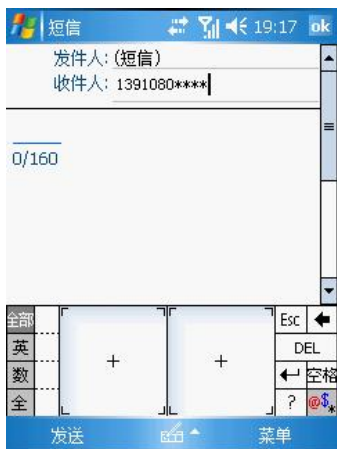 短信 19:17 ok
发件人: (短信)
收件人: 1391080****
0/160
全部 Esc
英 DEL
数 空格
全 ? @$*
发送 菜单